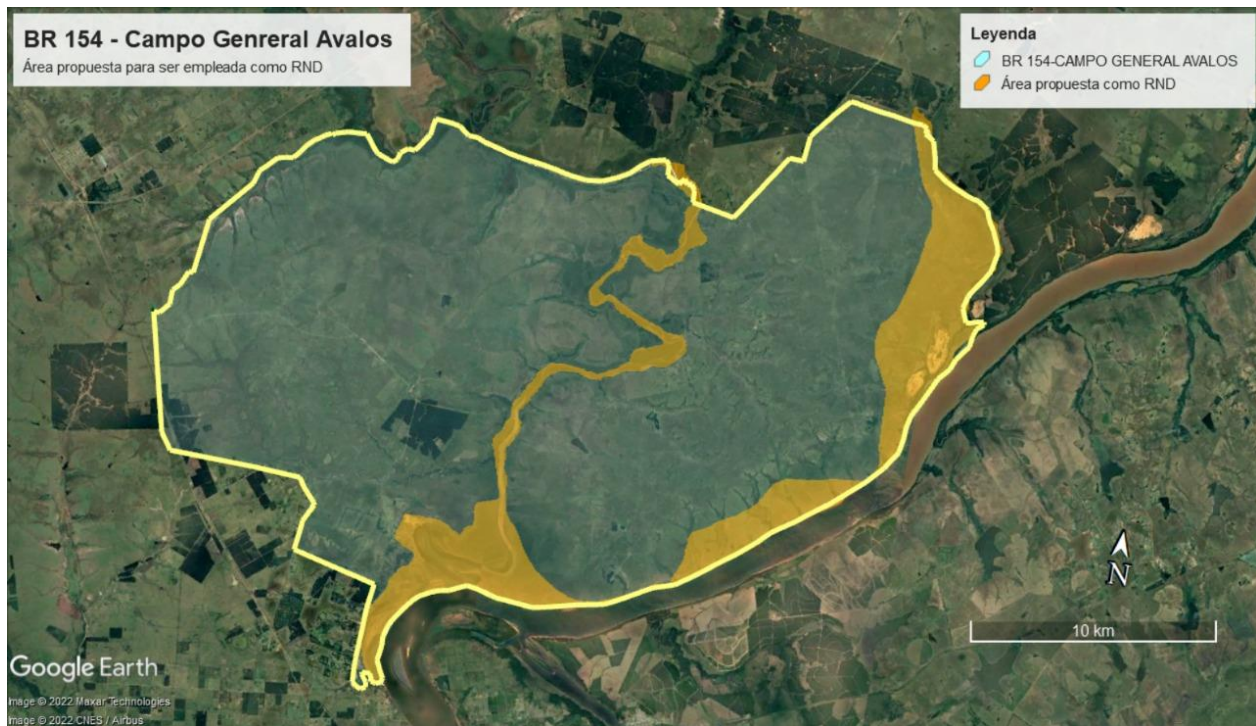 BR 154 - Campo Genreral Avalos
Área propuesta para ser empleada como RND
Leyenda
BR 154-CAMPO GENERAL AVALOS
Área propuesta como RND
N
10 km
Google Earth
Image © 2022 Maxar Technologies
Image © 2022 CNES / Airbus